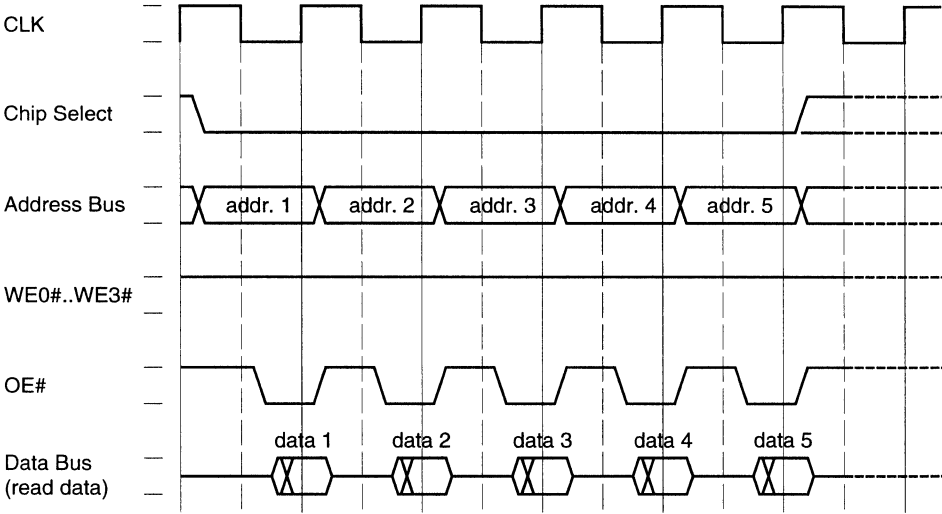 CLK
Chip Select
Address Bus
addr. 1 addr. 2 addr. 3 addr. 4 addr. 5
WE0#..WE3#
OE#
data 1 data 2 data 3 data 4 data 5
Data Bus
(read data)